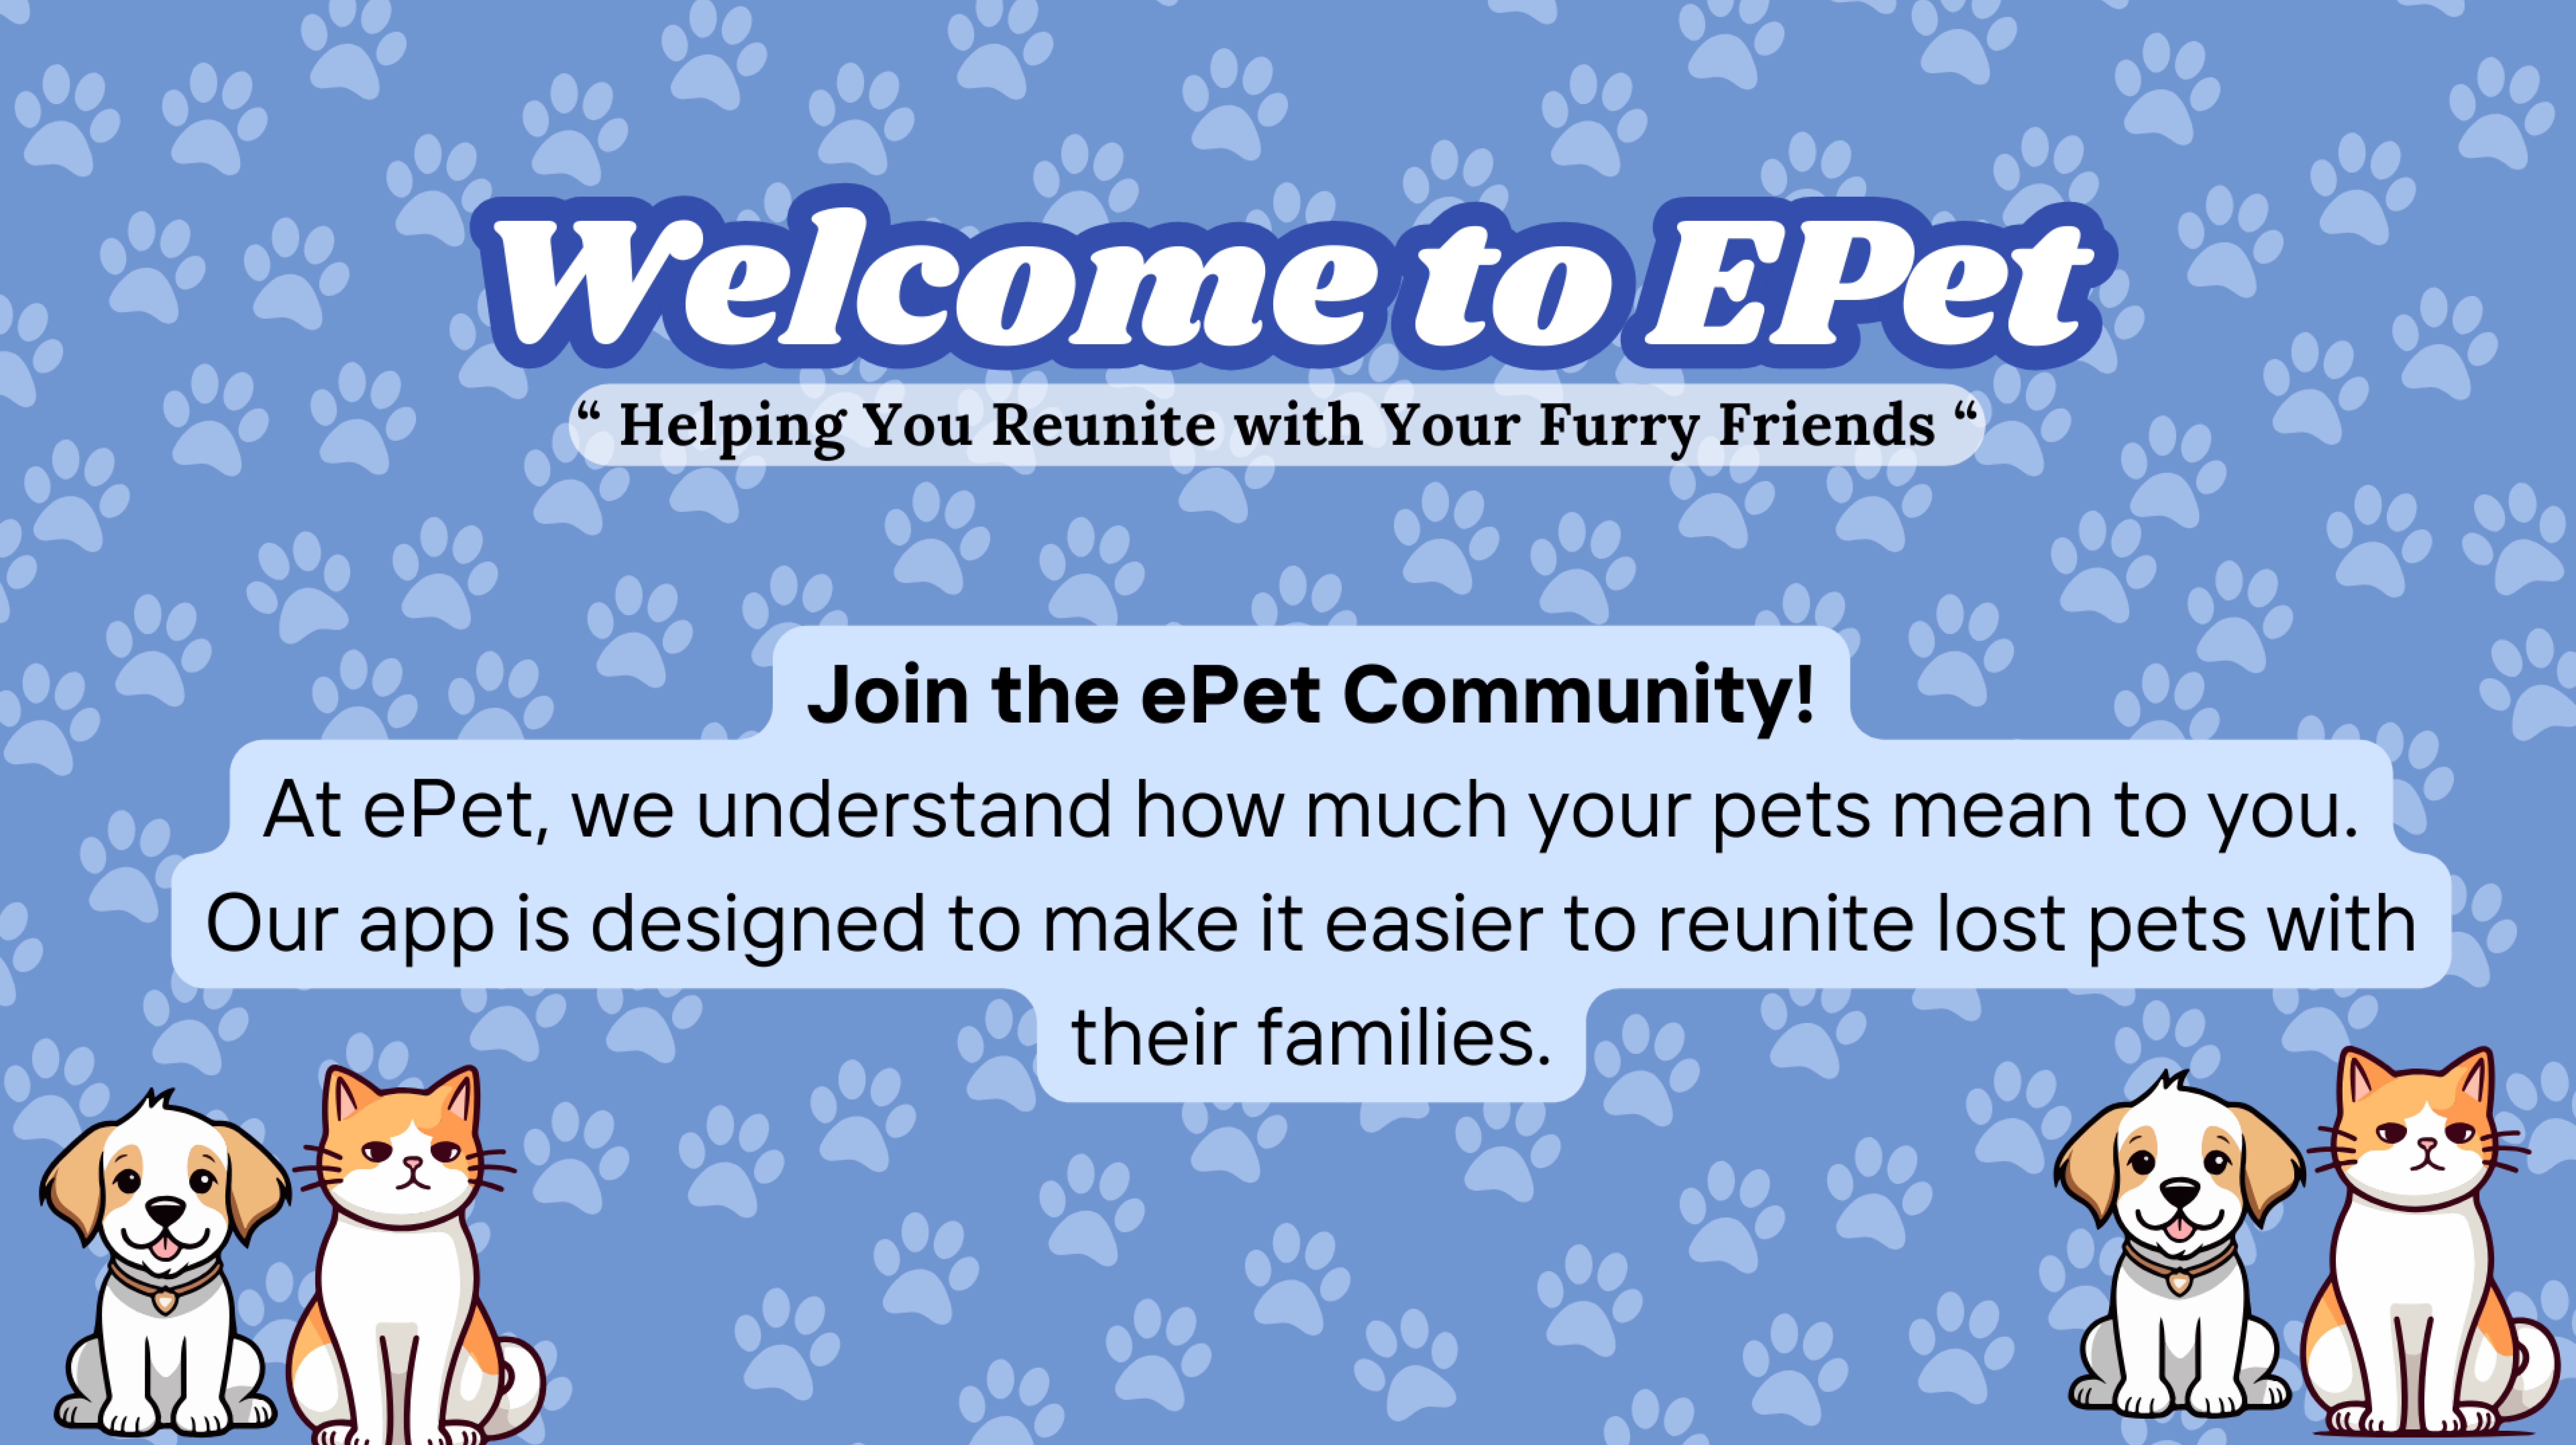 Welcome to EPet
“ Helping You Reunite with Your Furry Friends “
Join the ePet Community!
At ePet, we understand how much your pets mean to you.
Our app is designed to make it easier to reunite lost pets with
their families.